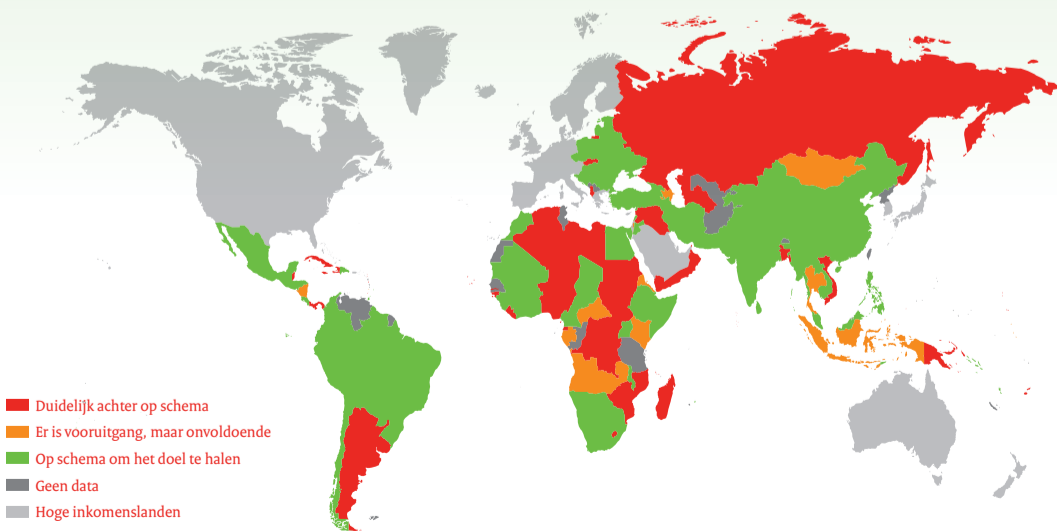 Duidelijk achter op schema
Er is vooruitgang, maar onvoldoende
Op schema om het doel te halen
Geen data
Hoge inkomenslanden